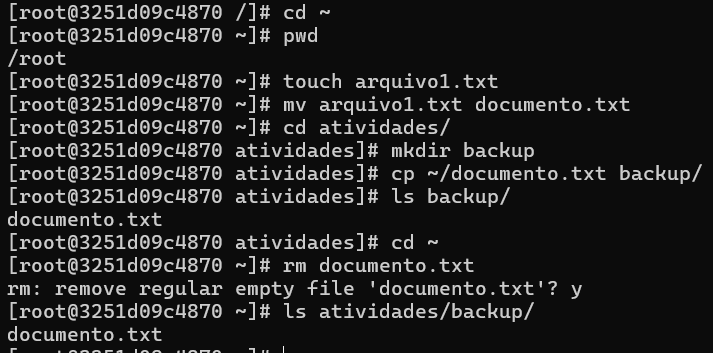 [root@3251d09c4870 /]# cd ~
[root@3251d09c4870 ~]# pwd
/root
[root@3251d09c4870 ~]# touch arquivo1.txt
[root@3251d09c4870 ~]# mv arquivo1.txt documento.txt
[root@3251d09c4870 ~]# cd atividades/
[root@3251d09c4870 atividades]# mkdir backup
[root@3251d09c4870 atividades]# cp ~/documento.txt backup/
[root@3251d09c4870 atividades]# ls backup/
documento.txt
[root@3251d09c4870 atividades]# cd ~
[root@3251d09c4870 ~]# rm documento.txt
rm: remove regular empty file 'documento.txt'? y
[root@3251d09c4870 ~]# ls atividades/backup/
documento.txt
[root@3251d09c4870 ~]#